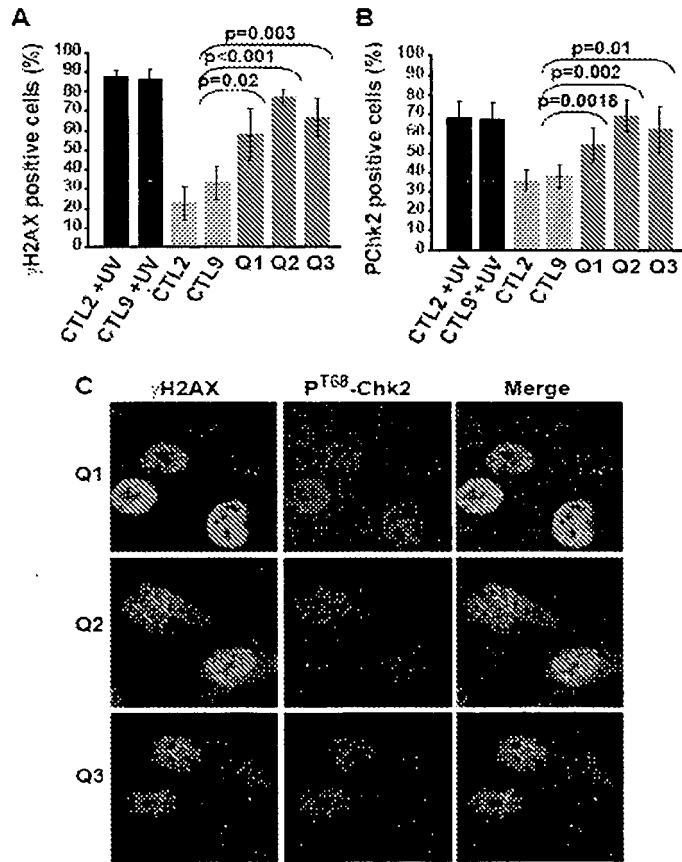 A
γH2AX positive cells (%)
100
90
80
70
60
50
40
30
20
10
0
p=0.003
p<0.001
p=0.02
CTL2 +UV
CTL9 +UV
CTL2
CTL9
Q1
Q2
Q3
B
PChk2 positive cells (%)
100
90
80
70
60
50
40
30
20
10
0
p=0.01
p=0.002
p=0.0018
CTL2 +UV
CTL9 +UV
CTL2
CTL9
Q1
Q2
Q3
C
γH2AX
P^T68-Chk2
Merge
Q1
Q2
Q3